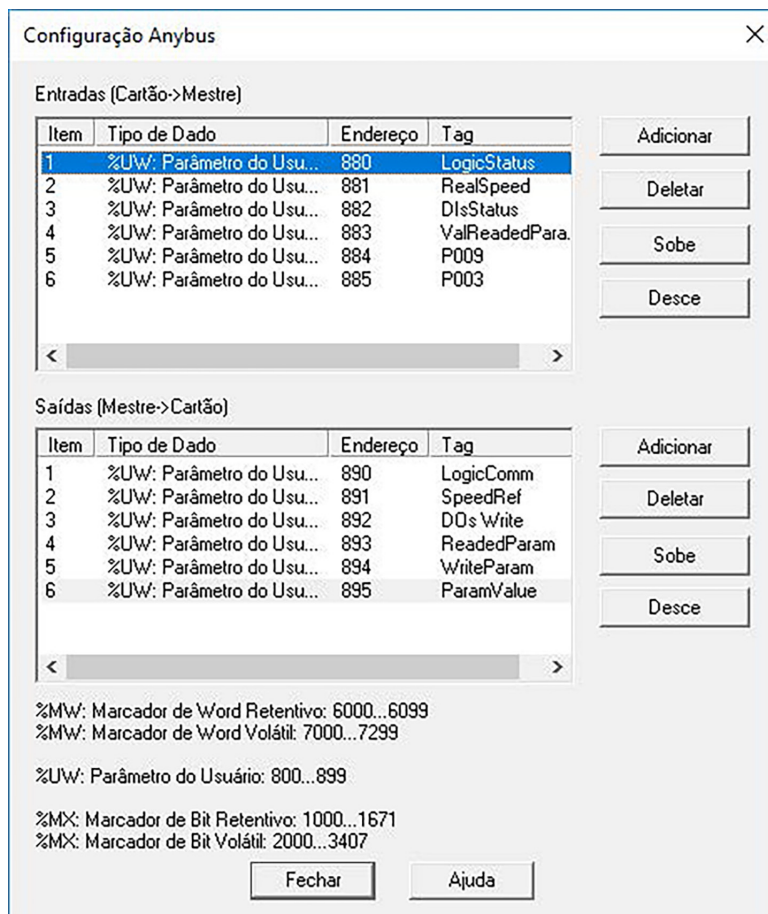 Configuração Anybus
Entradas (Cartão->Mestre)
Item Tipo de Dado Endereço Tag
1 %UW: Parâmetro do Usu... 880 LogicStatus
2 %UW: Parâmetro do Usu... 881 RealSpeed
3 %UW: Parâmetro do Usu... 882 DIsStatus
4 %UW: Parâmetro do Usu... 883 ValReadedPara.
5 %UW: Parâmetro do Usu... 884 P009
6 %UW: Parâmetro do Usu... 885 P003
Adicionar
Deletar
Sobe
Desce
Saídas (Mestre->Cartão)
Item Tipo de Dado Endereço Tag
1 %UW: Parâmetro do Usu... 890 LogicComm
2 %UW: Parâmetro do Usu... 891 SpeedRef
3 %UW: Parâmetro do Usu... 892 DOs Write
4 %UW: Parâmetro do Usu... 893 ReadedParam
5 %UW: Parâmetro do Usu... 894 WriteParam
6 %UW: Parâmetro do Usu... 895 ParamValue
Adicionar
Deletar
Sobe
Desce
%MW: Marcador de Word Retentivo: 6000...6099
%MW: Marcador de Word Volátil: 7000...7299
%UW: Parâmetro do Usuário: 800...899
%MX: Marcador de Bit Retentivo: 1000...1671
%MX: Marcador de Bit Volátil: 2000...3407
Fechar
Ajuda